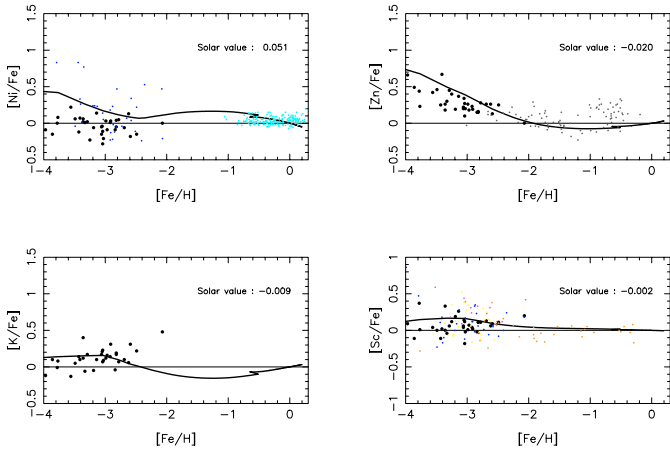 1.5
1
0.5
0
−0.5
[Ni/Fe]
Solar value : 0.051
−4 −3 −2 −1 0
[Fe/H]
1.5
1
0.5
0
−0.5
[Zn/Fe]
Solar value : −0.020
−4 −3 −2 −1 0
[Fe/H]
1.5
1
0.5
0
−0.5
[K/Fe]
Solar value : −0.009
−4 −3 −2 −1 0
[Fe/H]
1
0.5
0
−0.5
−1
[Sc/Fe]
Solar value : −0.002
−4 −3 −2 −1 0
[Fe/H]